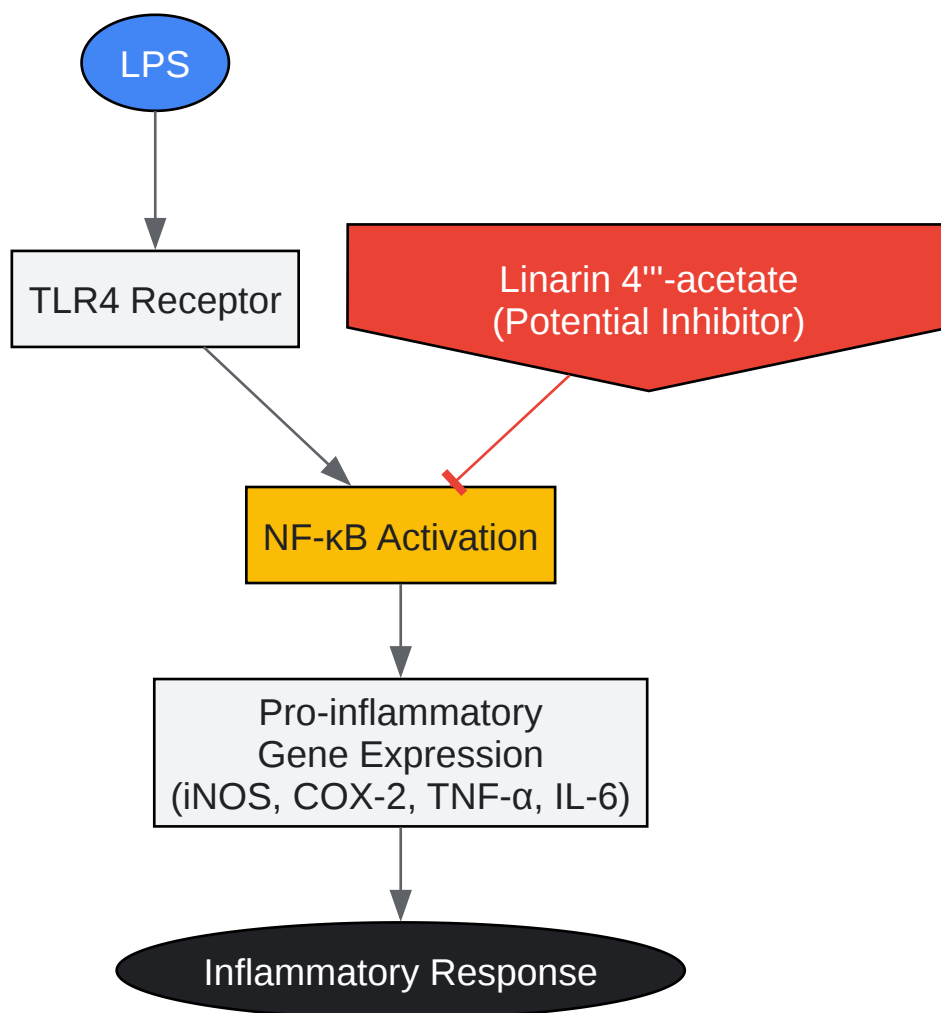 LPS
TLR4 Receptor
Linarin 4'''-acetate
(Potential Inhibitor)
NF-κB Activation
Pro-inflammatory
Gene Expression
(iNOS, COX-2, TNF-α, IL-6)
Inflammatory Response